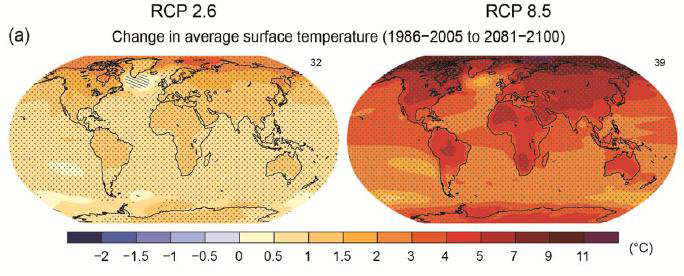 RCP 2.6 RCP 8.5
(a) Change in average surface temperature (1986−2005 to 2081−2100)
32 39
−2 −1.5 −1 −0.5 0 0.5 1 1.5 2 3 4 5 7 9 11 (°C)